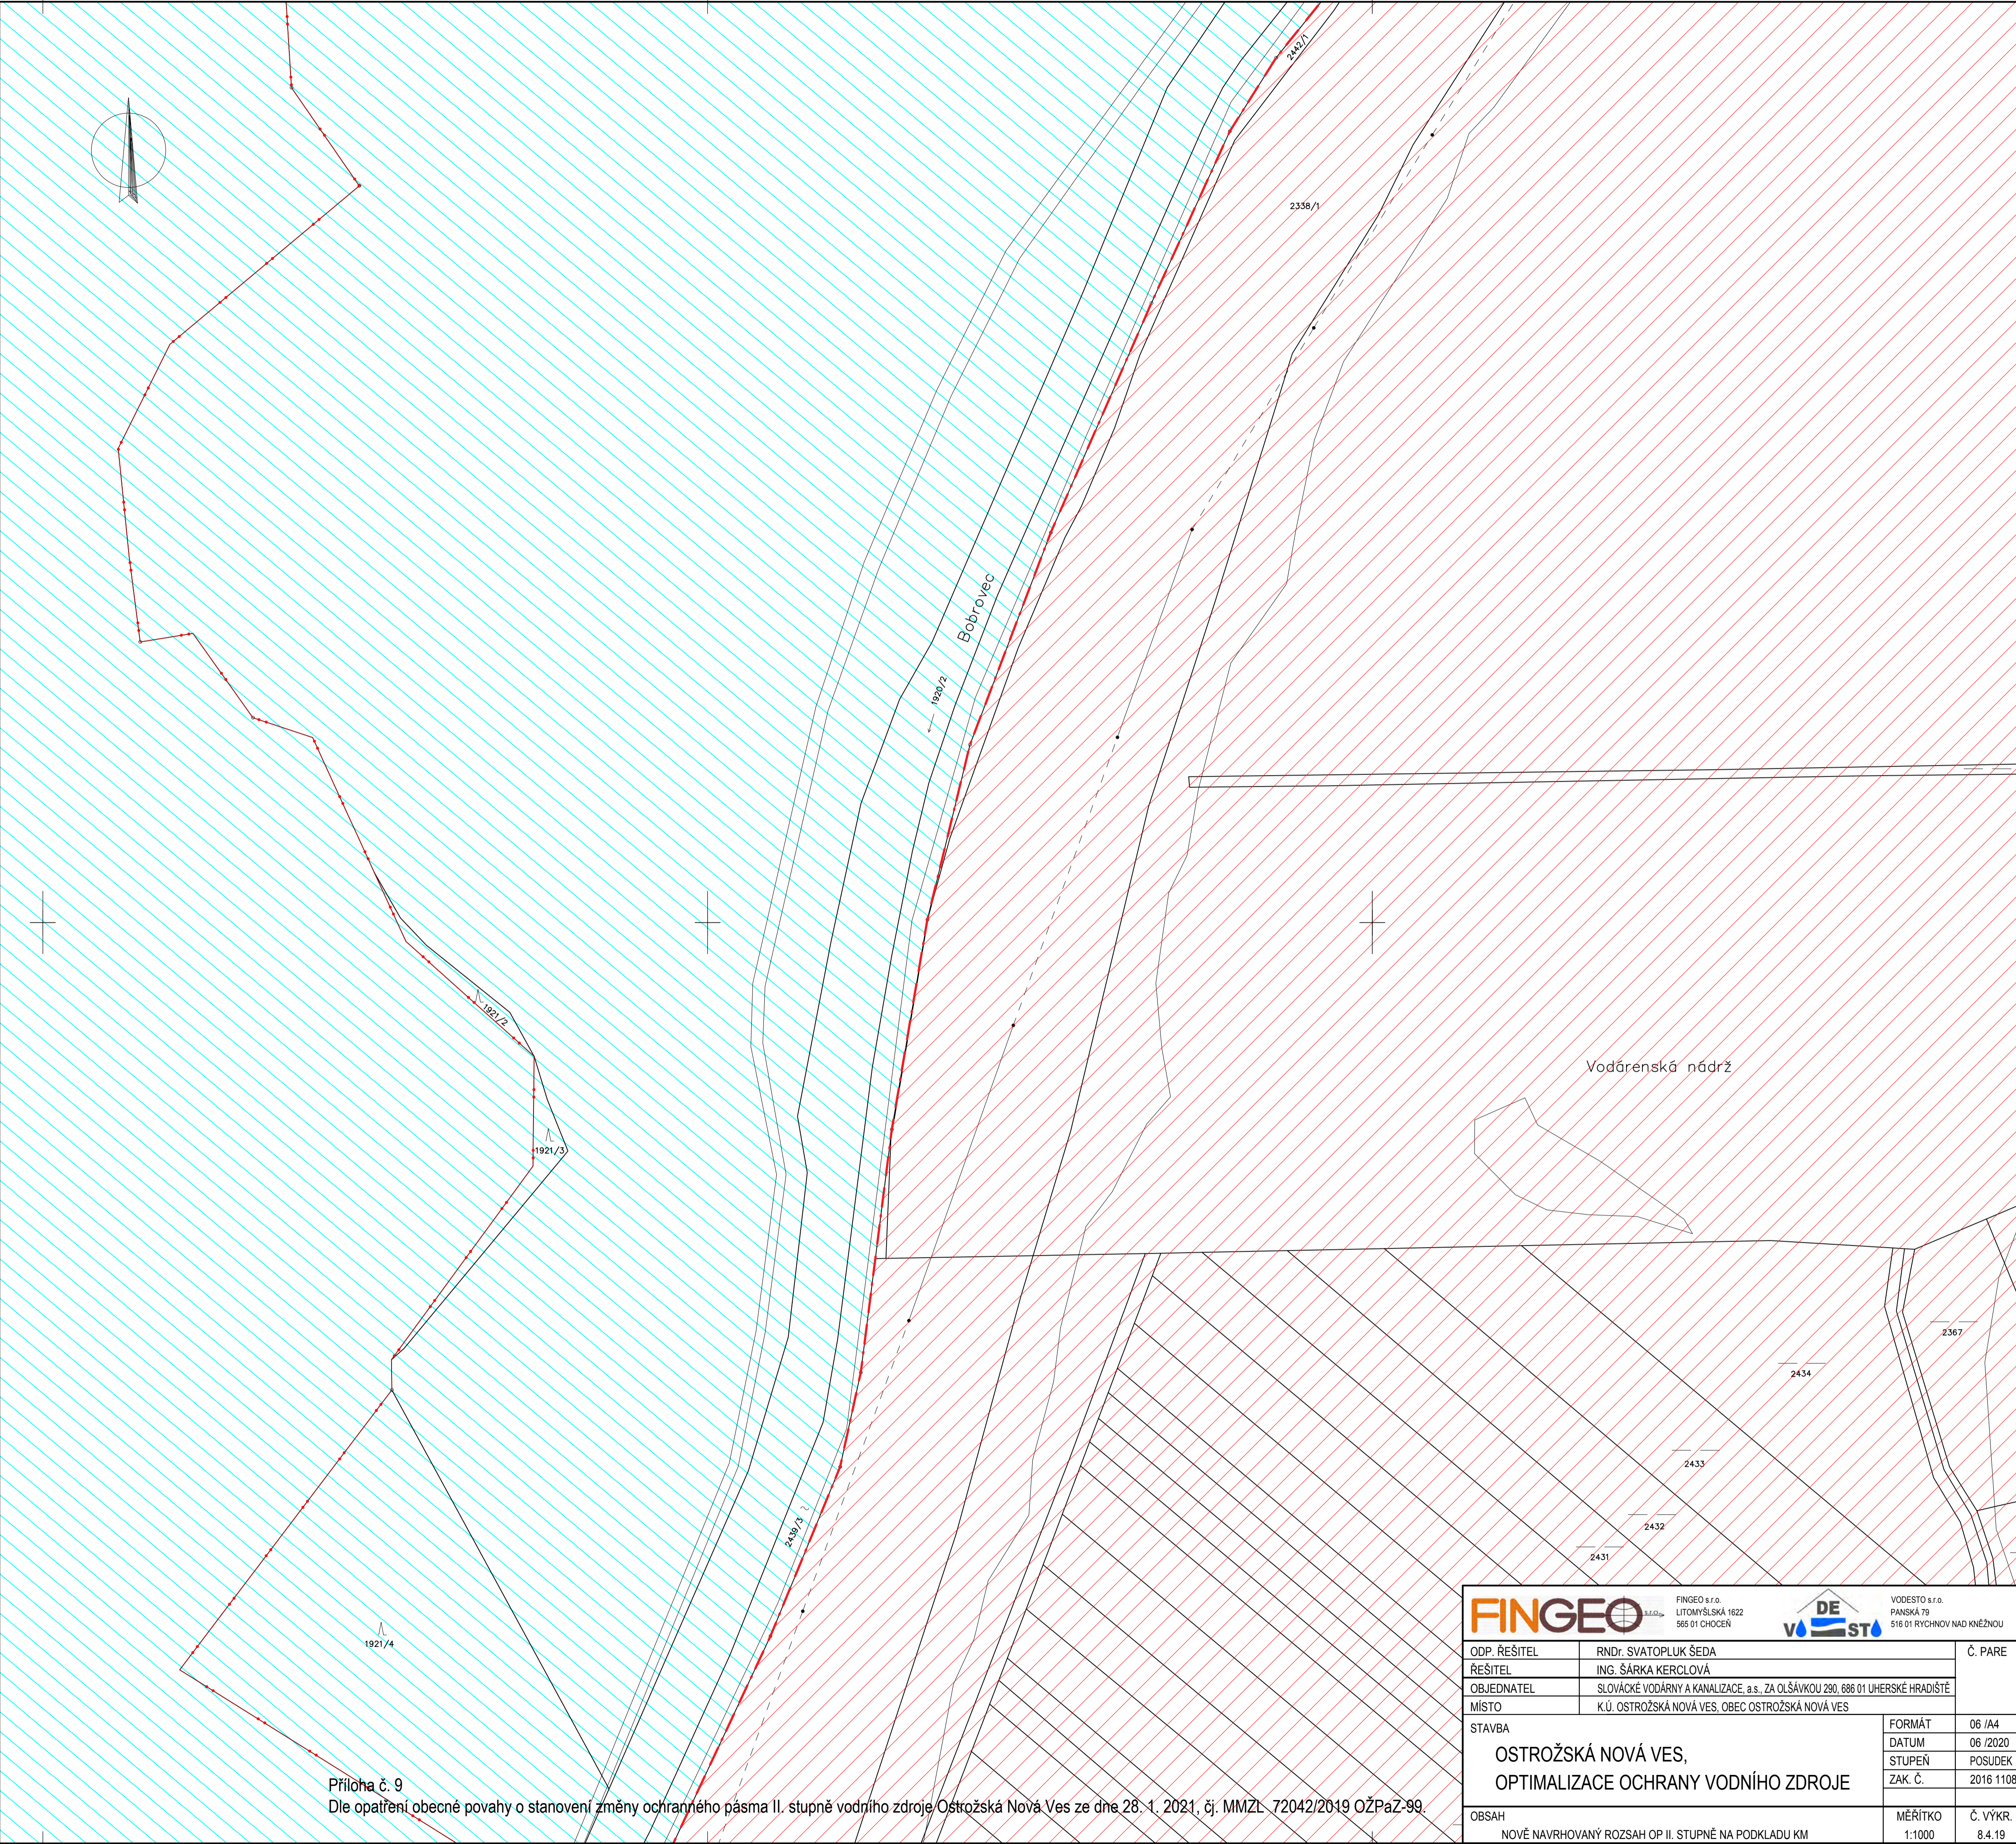 2442/1
2338/1
Bobrovec
1920/2
1921/2
1921/3
Vodárenská nádrž
2367
2434
2433
2432
2431
2439/3
1921/4
Příloha č. 9
Dle opatření obecné povahy o stanovení změny ochranného pásma II. stupně vodního zdroje Ostrožská Nová Ves ze dne 28. 1. 2021, čj. MMZL 72042/2019 OŽPaZ-99.
FINGEO s.r.o.
FINGEO s.r.o.
LITOMYŠLSKÁ 1622
565 01 CHOCEŇ
VODESTO
VODESTO s.r.o.
PANSKÁ 79
516 01 RYCHNOV NAD KNĚŽNOU
ODP. ŘEŠITEL RNDr. SVATOPLUK ŠEDA Č. PARE
ŘEŠITEL ING. ŠÁRKA KERCLOVÁ
OBJEDNATEL SLOVÁCKÉ VODÁRNY A KANALIZACE, a.s., ZA OLŠÁVKOU 290, 686 01 UHERSKÉ HRADIŠTĚ
MÍSTO K.Ú. OSTROŽSKÁ NOVÁ VES, OBEC OSTROŽSKÁ NOVÁ VES
STAVBA
OSTROŽSKÁ NOVÁ VES,
OPTIMALIZACE OCHRANY VODNÍHO ZDROJE
FORMÁT 06 /A4
DATUM 06 /2020
STUPEŇ POSUDEK
ZAK. Č. 2016 1108
OBSAH
NOVĚ NAVRHOVANÝ ROZSAH OP II. STUPNĚ NA PODKLADU KM
MĚŘÍTKO Č. VÝKR.
1:1000 8.4.19